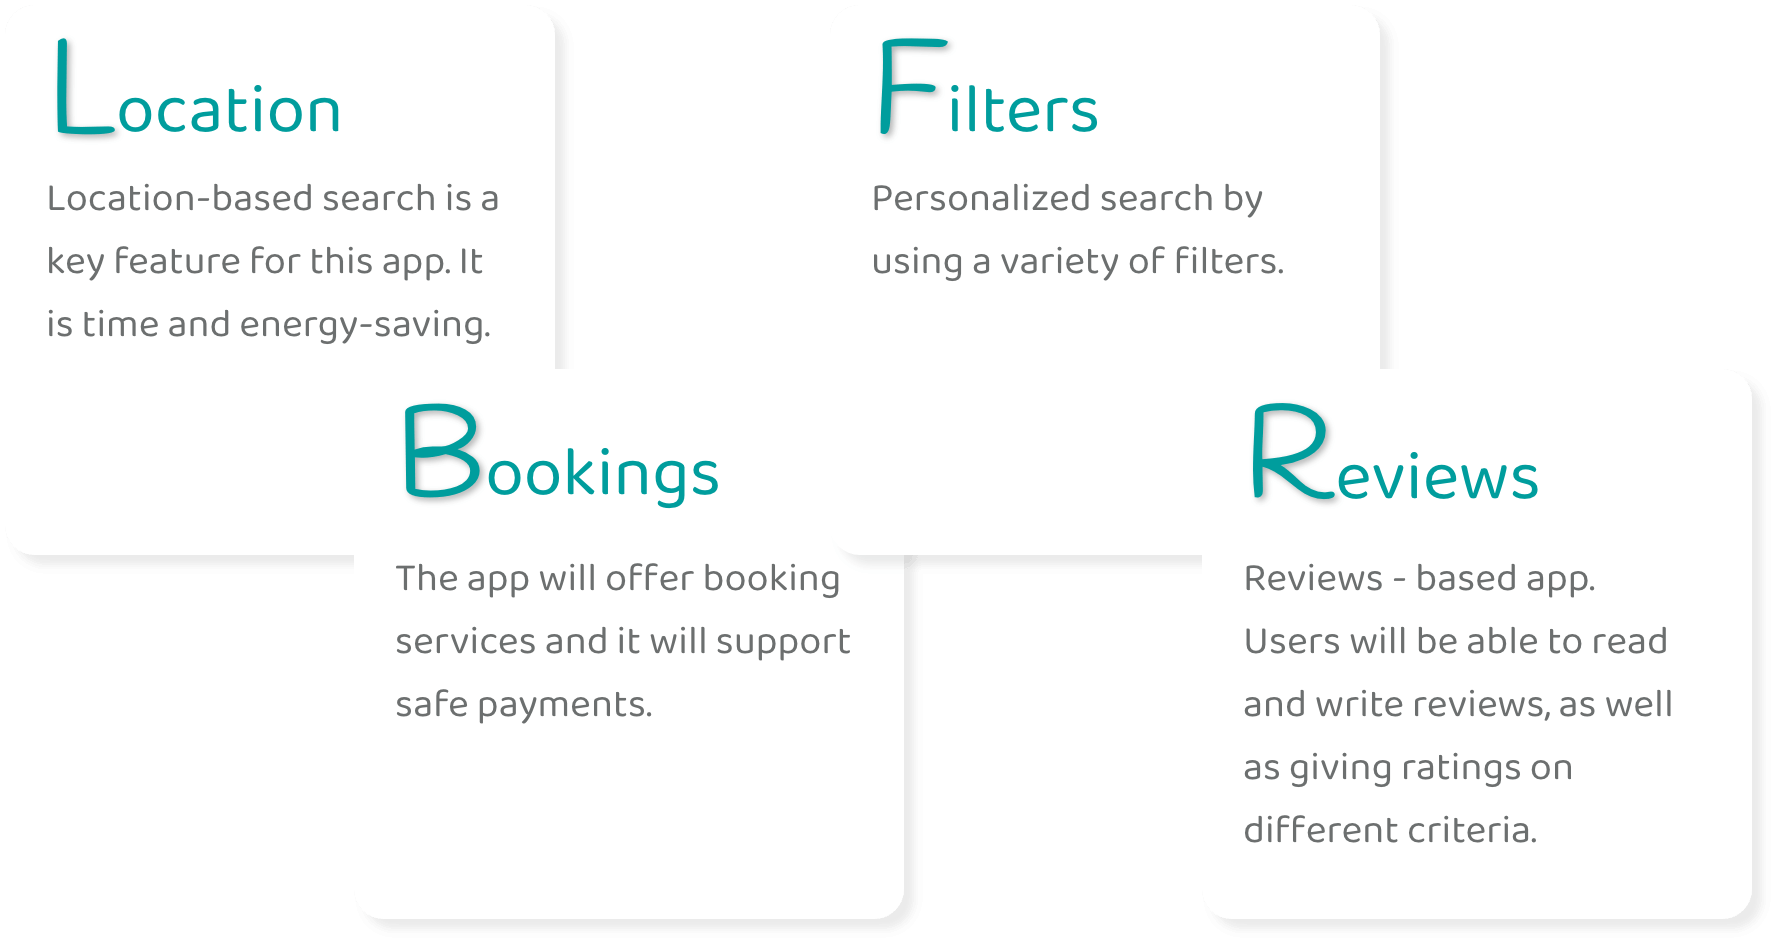 Location
Location-based search is a
key feature for this app. It
is time and energy-saving.
Filters
Personalized search by
using a variety of filters.
Bookings
The app will offer booking
services and it will support
safe payments.
Reviews
Reviews - based app.
Users will be able to read
and write reviews, as well
as giving ratings on
different criteria.